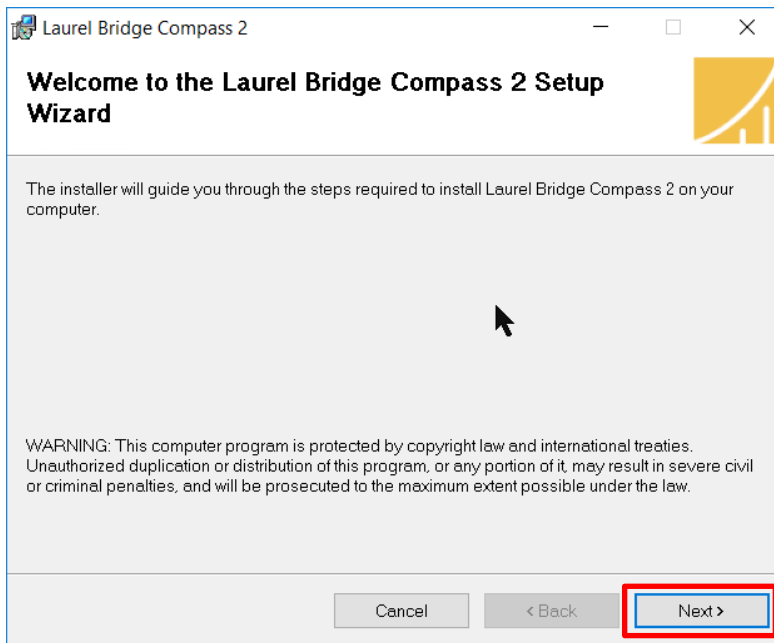 Laurel Bridge Compass 2
Welcome to the Laurel Bridge Compass 2 Setup
Wizard
The installer will guide you through the steps required to install Laurel Bridge Compass 2 on your
computer.
WARNING: This computer program is protected by copyright law and international treaties.
Unauthorized duplication or distribution of this program, or any portion of it, may result in severe civil
or criminal penalties, and will be prosecuted to the maximum extent possible under the law.
Cancel < Back Next >